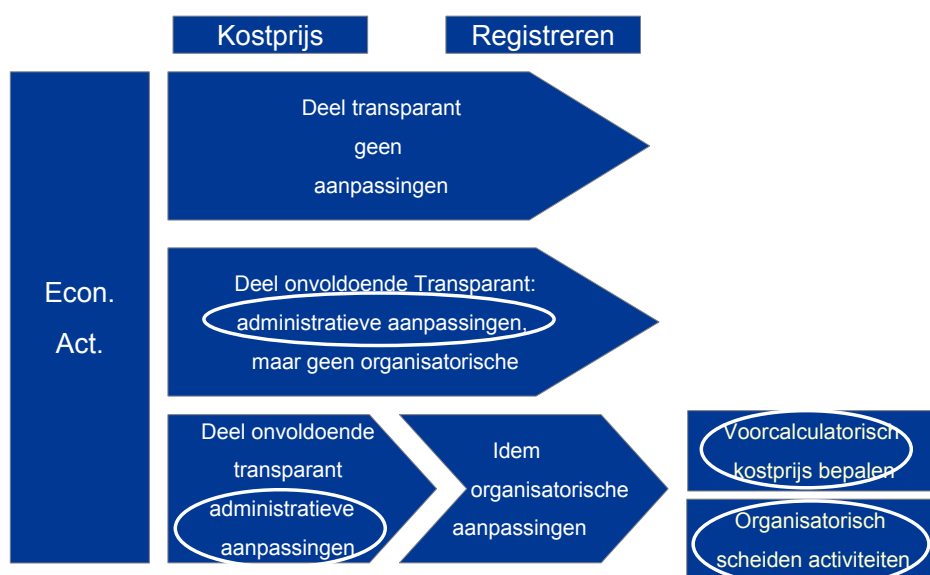 Kostprijs
Registreren
Econ.
Act.
Deel transparant
geen
aanpassingen
Deel onvoldoende Transparant:
administratieve aanpassingen,
maar geen organisatorische
Deel onvoldoende
transparant
administratieve
aanpassingen
Idem
organisatorische
aanpassingen
Voorcalculatorisch
kostprijs bepalen
Organisatorisch
scheiden activiteiten